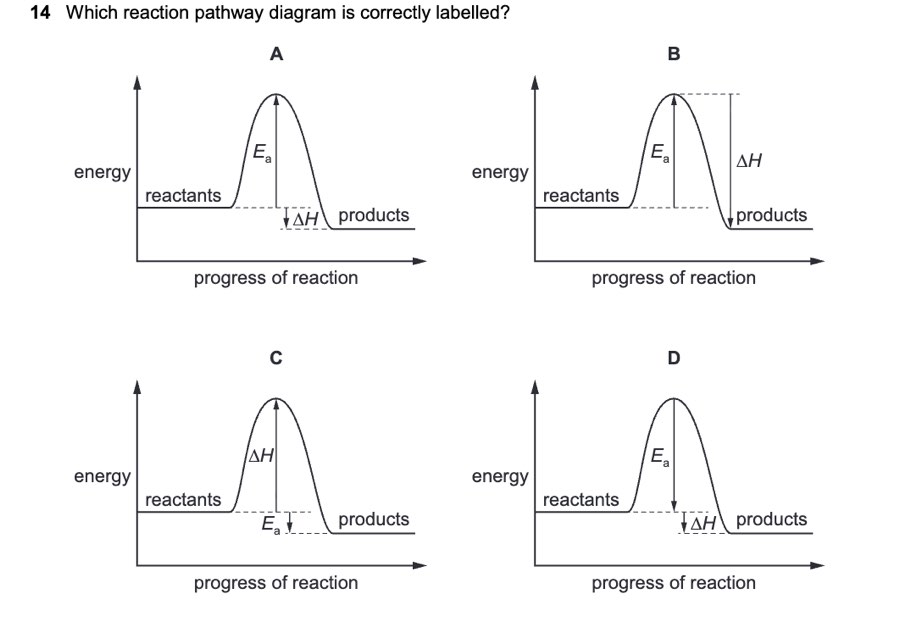 14 Which reaction pathway diagram is correctly labelled?
A
energy
reactants
Ea
ΔH
products
progress of reaction
B
energy
reactants
Ea
ΔH
products
progress of reaction
C
energy
reactants
ΔH
Ea
products
progress of reaction
D
energy
reactants
Ea
ΔH
products
progress of reaction